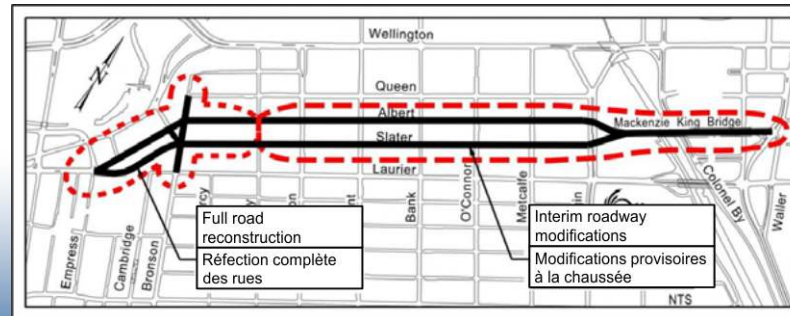 Wellington
N
Queen
Albert
Mackenzie King Bridge
Slater
Laurier
Bank
O'Connor
Metcalfe
Colonel By
Waller
Empress
Cambridge
Bronson
Full road
reconstruction
Réfection complète
des rues
Interim roadway
modifications
Modifications provisoires
à la chaussée
NTS